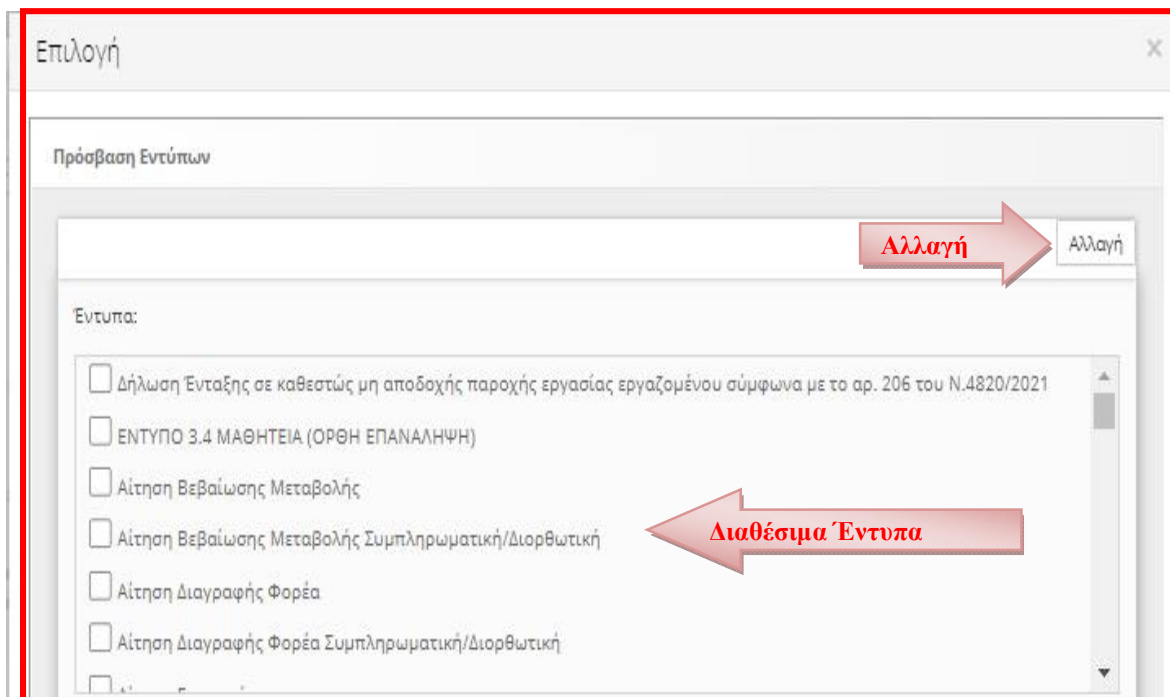 Επιλογή
×
Πρόσβαση Εντύπων
Αλλαγή
Αλλαγή
Έντυπα:
Δήλωση Ένταξης σε καθεστώς μη αποδοχής παροχής εργασίας εργαζομένου σύμφωνα με το αρ. 206 του Ν.4820/2021
ΕΝΤΥΠΟ 3.4 ΜΑΘΗΤΕΙΑ (ΟΡΘΗ ΕΠΑΝΑΛΗΨΗ)
Αίτηση Βεβαίωσης Μεταβολής
Αίτηση Βεβαίωσης Μεταβολής Συμπληρωματική/Διορθωτική
Διαθέσιμα Έντυπα
Αίτηση Διαγραφής Φορέα
Αίτηση Διαγραφής Φορέα Συμπληρωματική/Διορθωτική